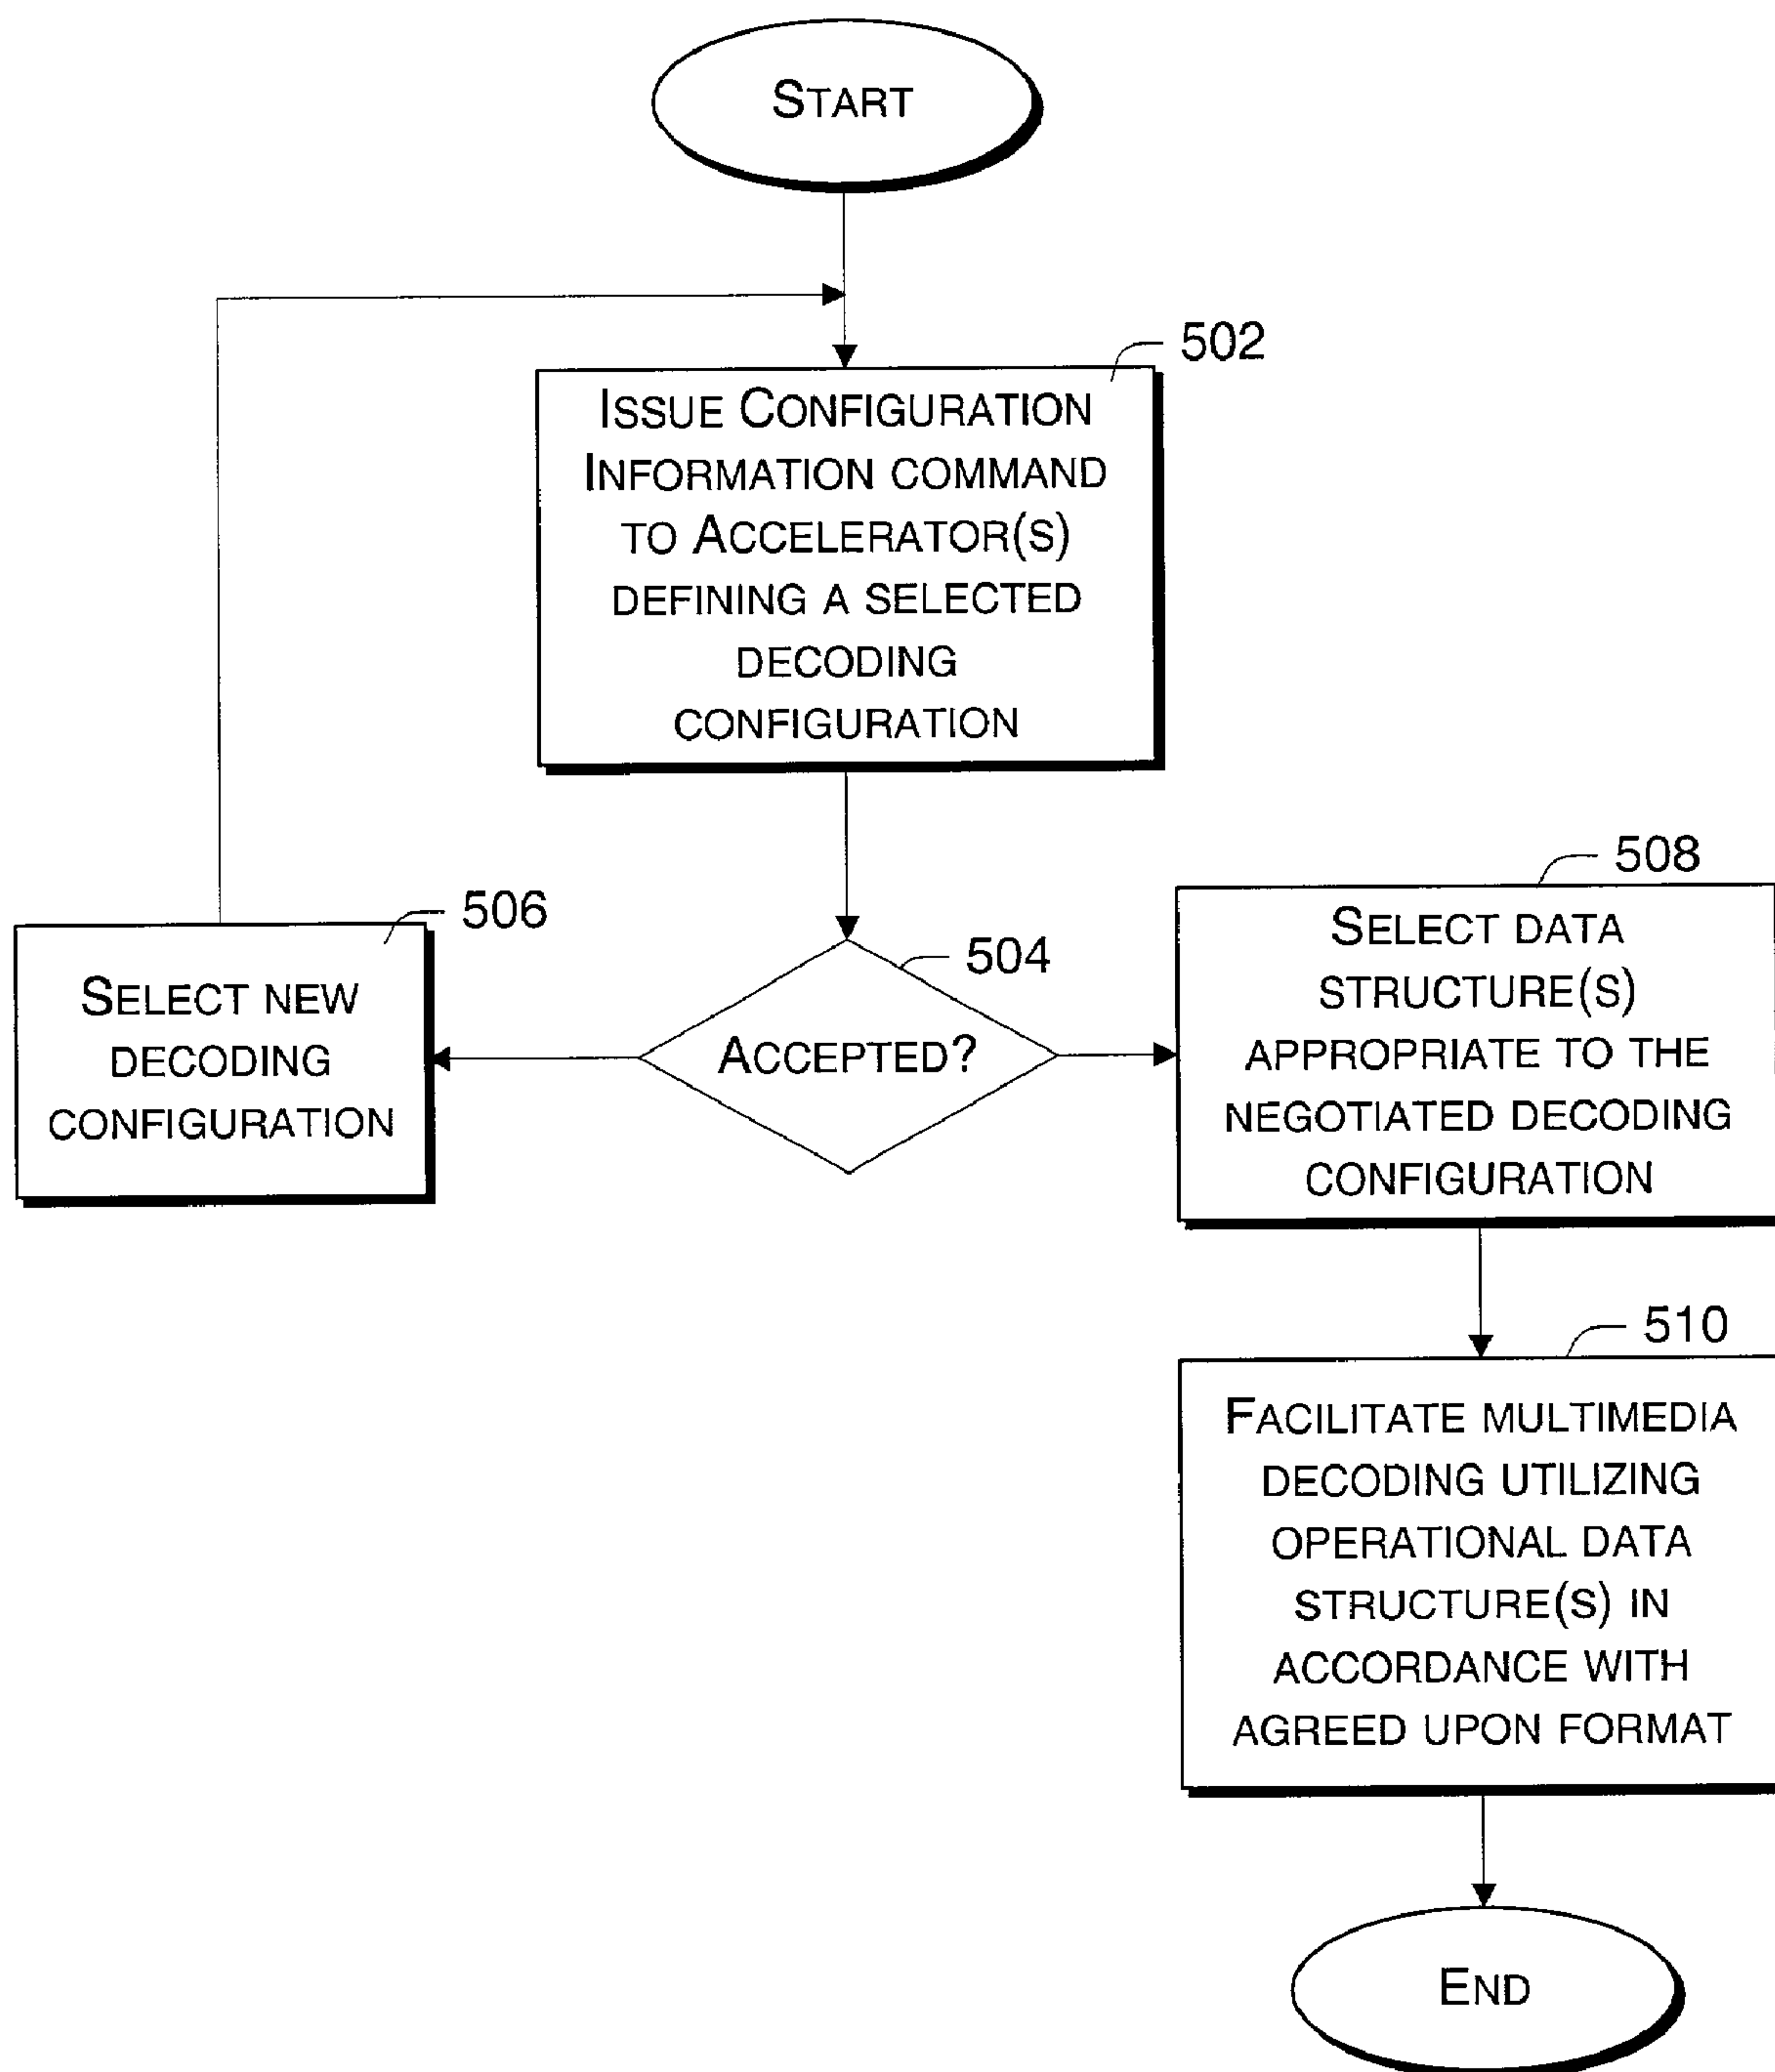 START
502
ISSUE CONFIGURATION
INFORMATION COMMAND
TO ACCELERATOR(S)
DEFINING A SELECTED
DECODING
CONFIGURATION
506
SELECT NEW
DECODING
CONFIGURATION
504
ACCEPTED?
508
SELECT DATA
STRUCTURE(S)
APPROPRIATE TO THE
NEGOTIATED DECODING
CONFIGURATION
510
FACILITATE MULTIMEDIA
DECODING UTILIZING
OPERATIONAL DATA
STRUCTURE(S) IN
ACCORDANCE WITH
AGREED UPON FORMAT
END